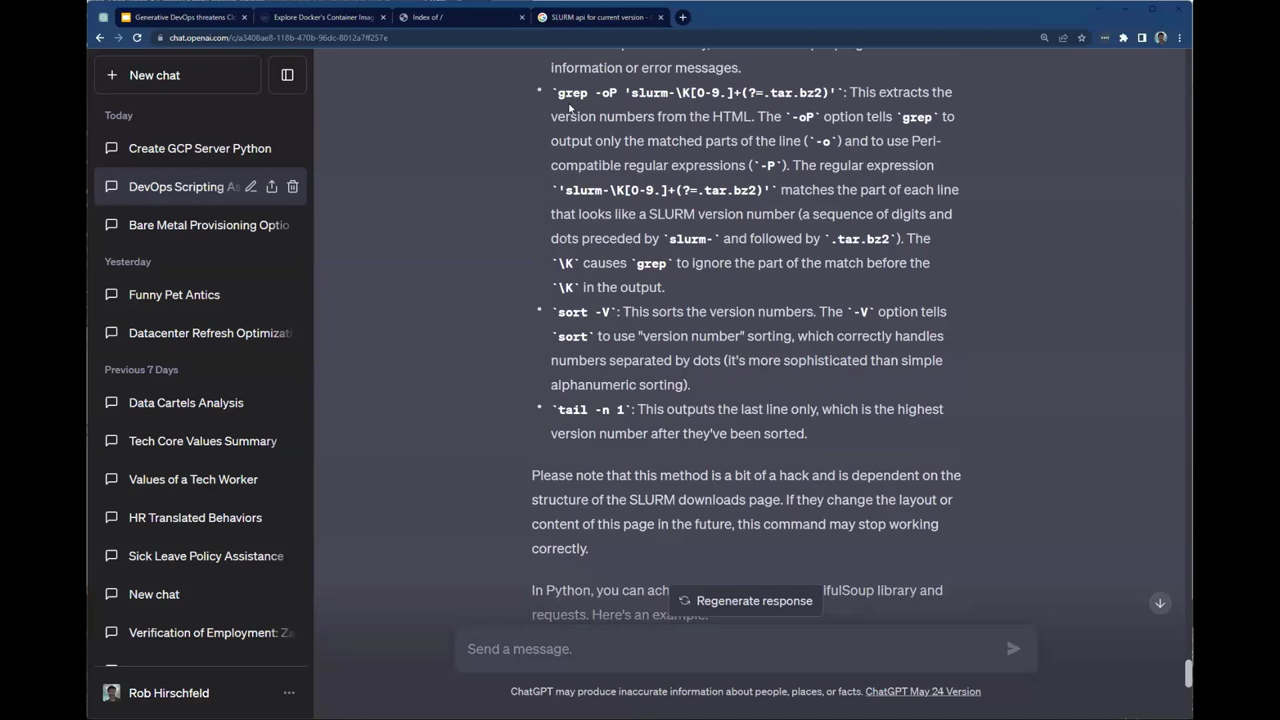 Generative DevOps threatens Cl
Explore Docker's Container Imag
Index of /
SLURM api for current version - G
chat.openai.com/c/a3408ae8-118b-470b-96dc-8012a7ff257e
New chat
Today
Create GCP Server Python
DevOps Scripting As
Bare Metal Provisioning Optio
Yesterday
Funny Pet Antics
Datacenter Refresh Optimizati
Previous 7 Days
Data Cartels Analysis
Tech Core Values Summary
Values of a Tech Worker
HR Translated Behaviors
Sick Leave Policy Assistance
New chat
Verification of Employment: Za
Rob Hirschfeld
information or error messages.
• `grep -oP 'slurm-\K[0-9.]+(?=.tar.bz2)'`: This extracts the
version numbers from the HTML. The `-oP` option tells `grep` to
output only the matched parts of the line (`-o`) and to use Perl-
compatible regular expressions (`-P`). The regular expression
`'slurm-\K[0-9.]+(?=.tar.bz2)'` matches the part of each line
that looks like a SLURM version number (a sequence of digits and
dots preceded by `slurm-` and followed by `.tar.bz2`). The
`\K` causes `grep` to ignore the part of the match before the
`\K` in the output.
• `sort -V`: This sorts the version numbers. The `-V` option tells
`sort` to use "version number" sorting, which correctly handles
numbers separated by dots (it's more sophisticated than simple
alphanumeric sorting).
• `tail -n 1`: This outputs the last line only, which is the highest
version number after they've been sorted.
Please note that this method is a bit of a hack and is dependent on the
structure of the SLURM downloads page. If they change the layout or
content of this page in the future, this command may stop working
correctly.
In Python, you can ach lfulSoup library and
requests. Here's an example:
Regenerate response
Send a message.
ChatGPT may produce inaccurate information about people, places, or facts. ChatGPT May 24 Version